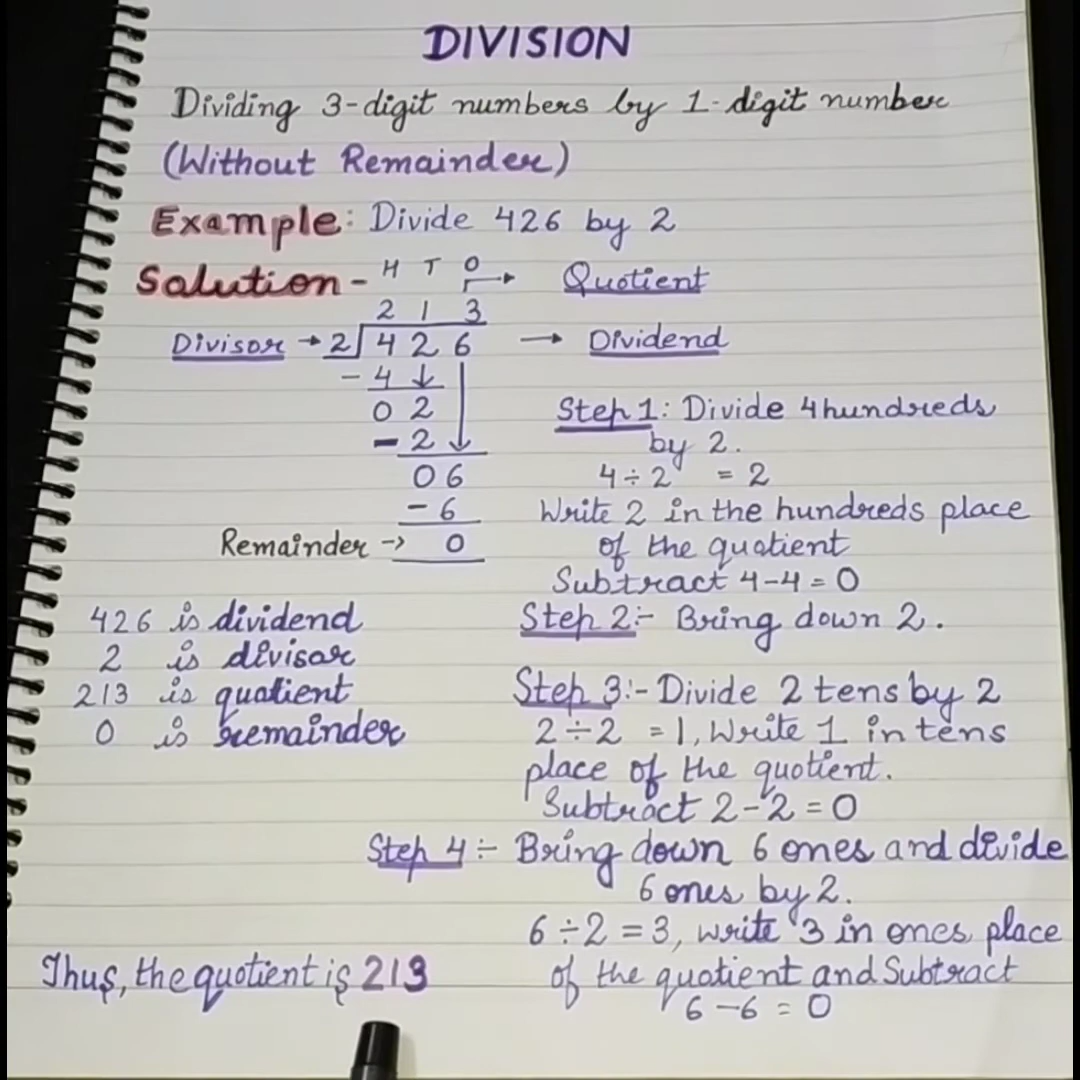 DIVISION
Dividing 3-digit numbers by 1-digit number
(Without Remainder)
Example: Divide 426 by 2
Solution - H T O → Quotient
2 1 3
Divisor → 2 4 2 6 → Dividend
- 4 ↓
0 2
- 2 ↓
0 6
- 6
Remainder → 0
426 is dividend
2 is divisor
213 is quotient
0 is remainder
Thus, the quotient is 213
Step 1: Divide 4 hundreds
by 2.
4 ÷ 2 = 2
Write 2 in the hundreds place
of the quotient
Subtract 4 - 4 = 0
Step 2:- Bring down 2.
Step 3:- Divide 2 tens by 2
2 ÷ 2 = 1, Write 1 in tens
place of the quotient.
Subtract 2 - 2 = 0
Step 4:- Bring down 6 ones and divide
6 ones by 2.
6 ÷ 2 = 3, write 3 in ones place
of the quotient and Subtract
6 - 6 = 0